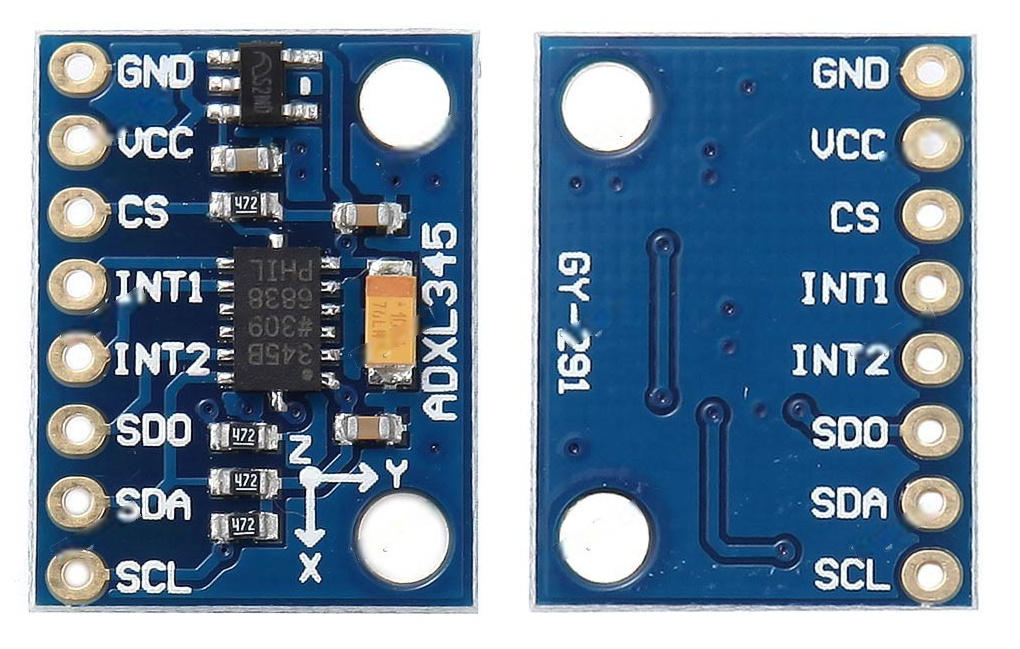 GND
VCC
CS
INT1
INT2
SDO
SDA
SCL
472
345B
#309
6838
PHIL
ADXL345
472
472
472
Z
Y
X
GND
VCC
CS
INT1
INT2
SDO
SDA
SCL
GY-291